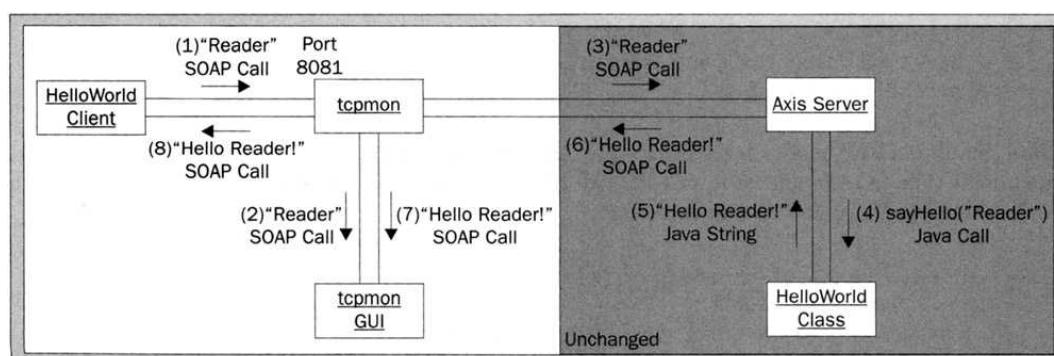 (1)“Reader”
SOAP Call
Port
8081
(3)“Reader”
SOAP Call
HelloWorld
Client
tcpmon
Axis Server
(8)“Hello Reader!”
SOAP Call
(6)“Hello Reader!”
SOAP Call
(2)“Reader”
SOAP Call
(7)“Hello Reader!”
SOAP Call
(5)“Hello Reader!”
Java String
(4) sayHello("Reader")
Java Call
tcpmon
GUI
HelloWorld
Class
Unchanged